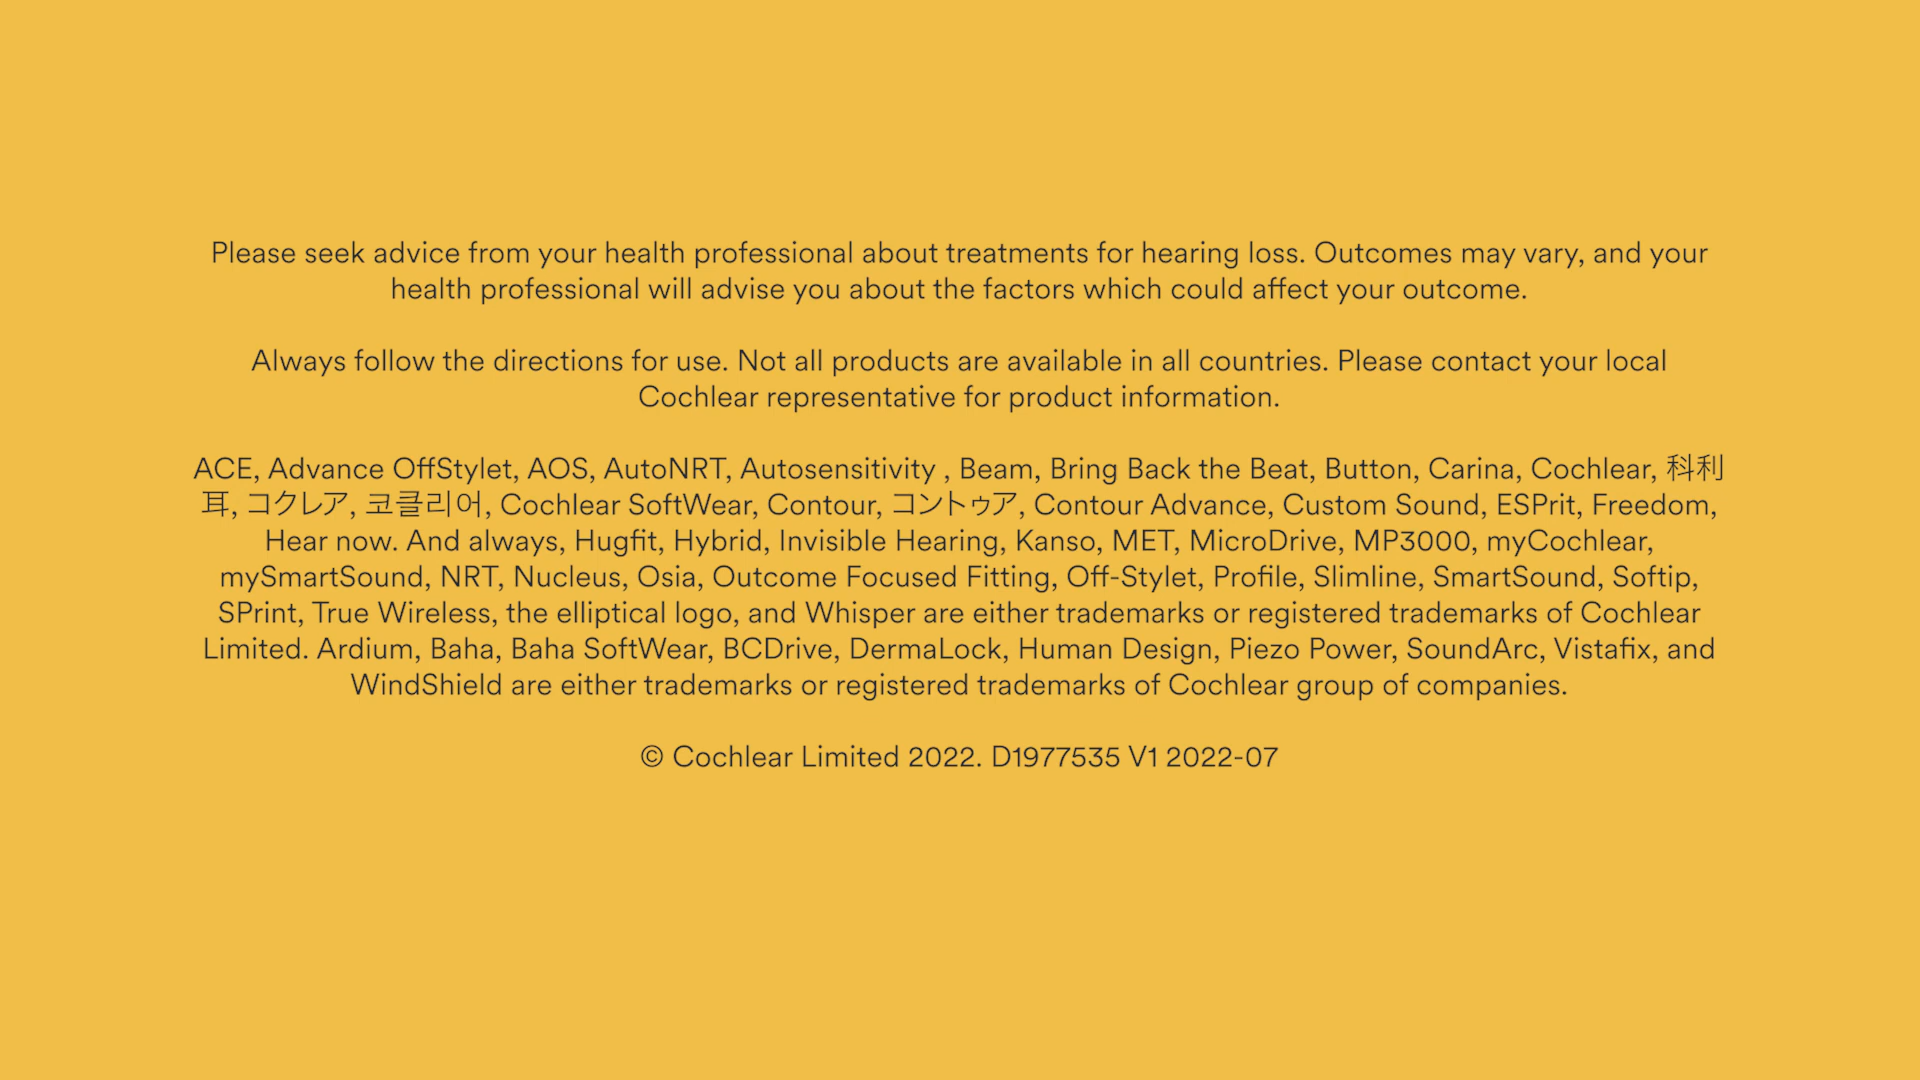 Please seek advice from your health professional about treatments for hearing loss. Outcomes may vary, and your
health professional will advise you about the factors which could affect your outcome.
Always follow the directions for use. Not all products are available in all countries. Please contact your local
Cochlear representative for product information.
ACE, Advance OffStylet, AOS, AutoNRT, Autosensitivity , Beam, Bring Back the Beat, Button, Carina, Cochlear, 科利
耳, コクレア, 코클리어, Cochlear SoftWear, Contour, コントゥア, Contour Advance, Custom Sound, ESPrit, Freedom,
Hear now. And always, Hugfit, Hybrid, Invisible Hearing, Kanso, MET, MicroDrive, MP3000, myCochlear,
mySmartSound, NRT, Nucleus, Osia, Outcome Focused Fitting, Off-Stylet, Profile, Slimline, SmartSound, Softip,
SPrint, True Wireless, the elliptical logo, and Whisper are either trademarks or registered trademarks of Cochlear
Limited. Ardium, Baha, Baha SoftWear, BCDrive, DermaLock, Human Design, Piezo Power, SoundArc, Vistafix, and
WindShield are either trademarks or registered trademarks of Cochlear group of companies.
© Cochlear Limited 2022. D1977535 V1 2022-07